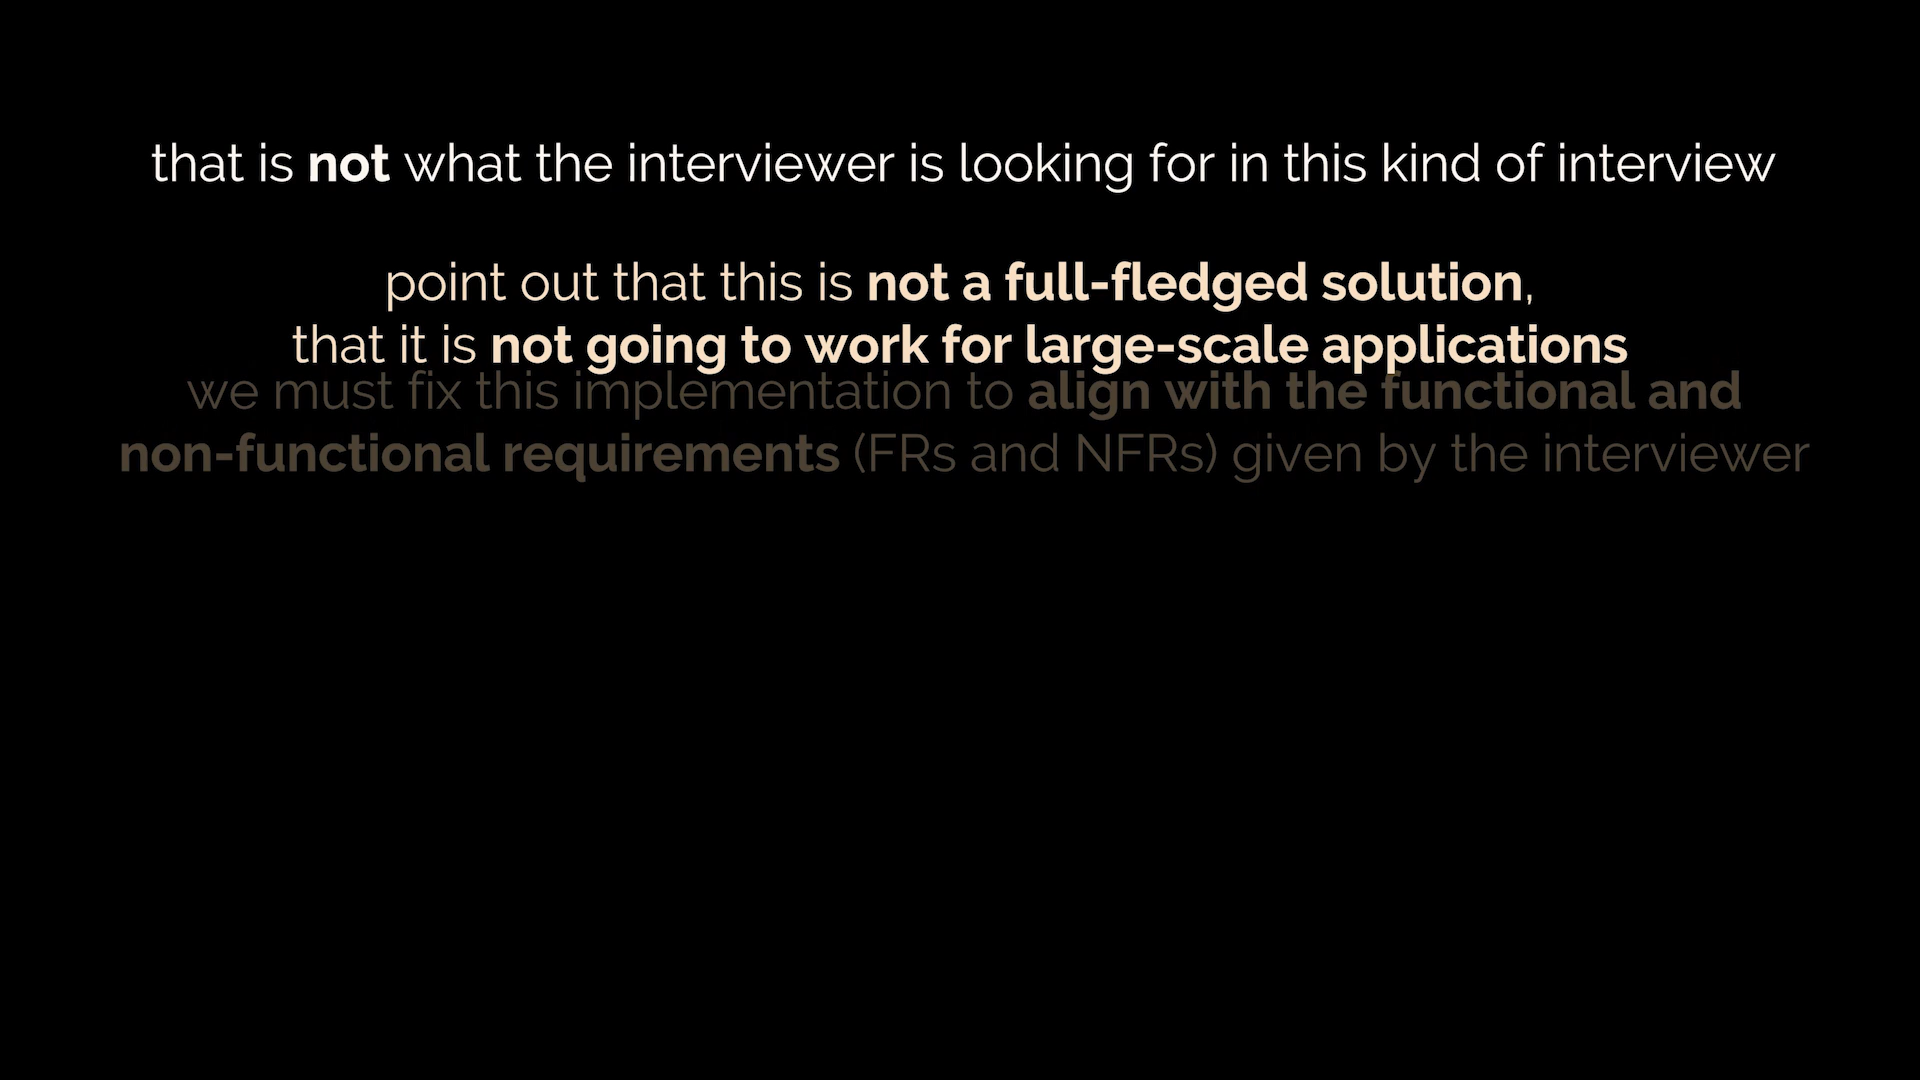 that is not what the interviewer is looking for in this kind of interview
point out that this is not a full-fledged solution,
that it is not going to work for large-scale applications
we must fix this implementation to align with the functional and
non-functional requirements (FRs and NFRs) given by the interviewer